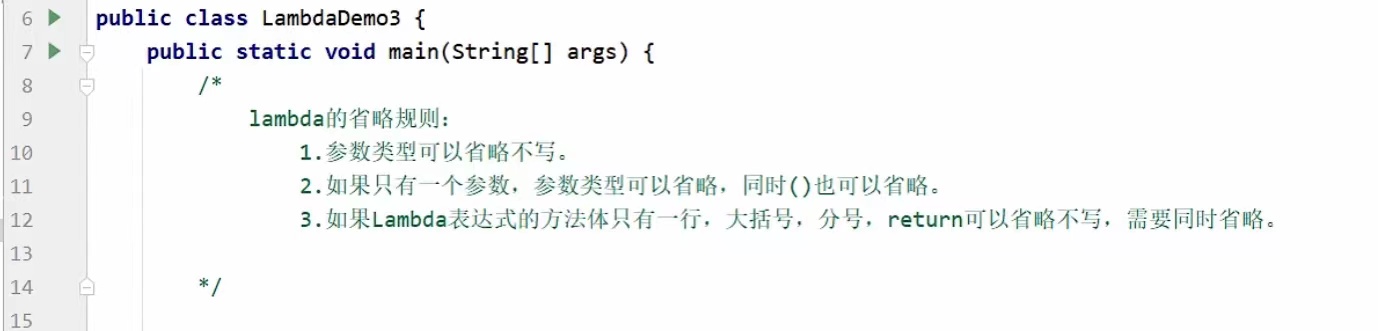 6 public class LambdaDemo3 {
7 public static void main(String[] args) {
8 /*
9 lambda的省略规则：
10 1.参数类型可以省略不写。
11 2.如果只有一个参数，参数类型可以省略，同时()也可以省略。
12 3.如果Lambda表达式的方法体只有一行，大括号，分号，return可以省略不写，需要同时省略。
13
14 */
15